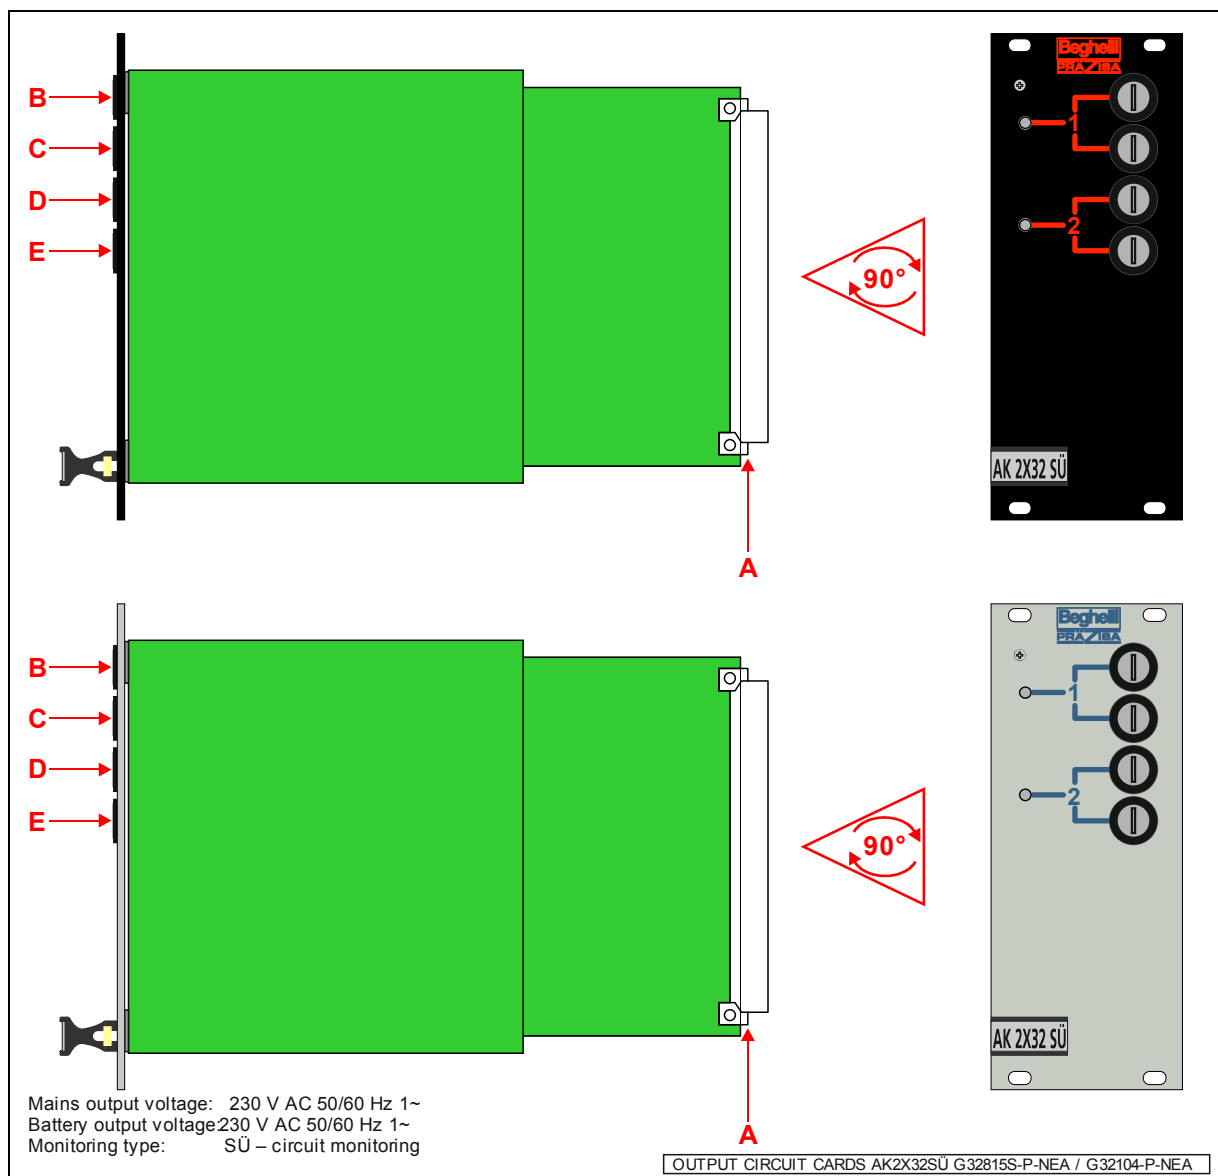 B
C
D
E
A
90°
Beghelli
PRÄZISA
1
2
AK 2X32 SÜ
B
C
D
E
A
90°
Beghelli
PRÄZISA
1
2
AK 2X32 SÜ
Mains output voltage: 230 V AC 50/60 Hz 1~
Battery output voltage:230 V AC 50/60 Hz 1~
Monitoring type: SÜ – circuit monitoring
OUTPUT CIRCUIT CARDS AK2X32SÜ G32815S-P-NEA / G32104-P-NEA